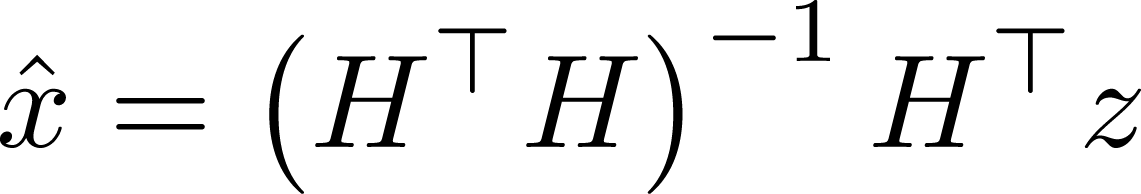 x̂ = (H^⊤ H)^{−1} H^⊤ z